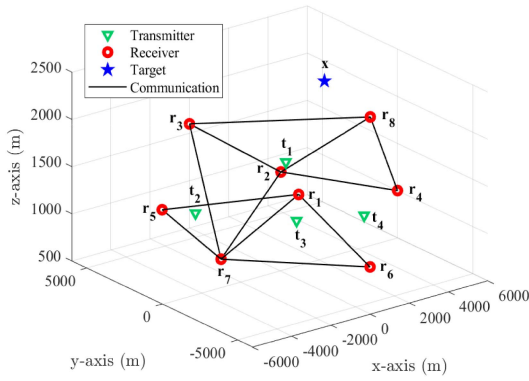 Transmitter
Receiver
Target
Communication
x
2500
2000
1500
1000
500
z-axis (m)
r3
r8
t1
r2
r4
r1
t2
r5
t4
t3
r7
r6
5000
0
-5000
y-axis (m)
-6000
-4000
-2000
0
2000
4000
6000
x-axis (m)